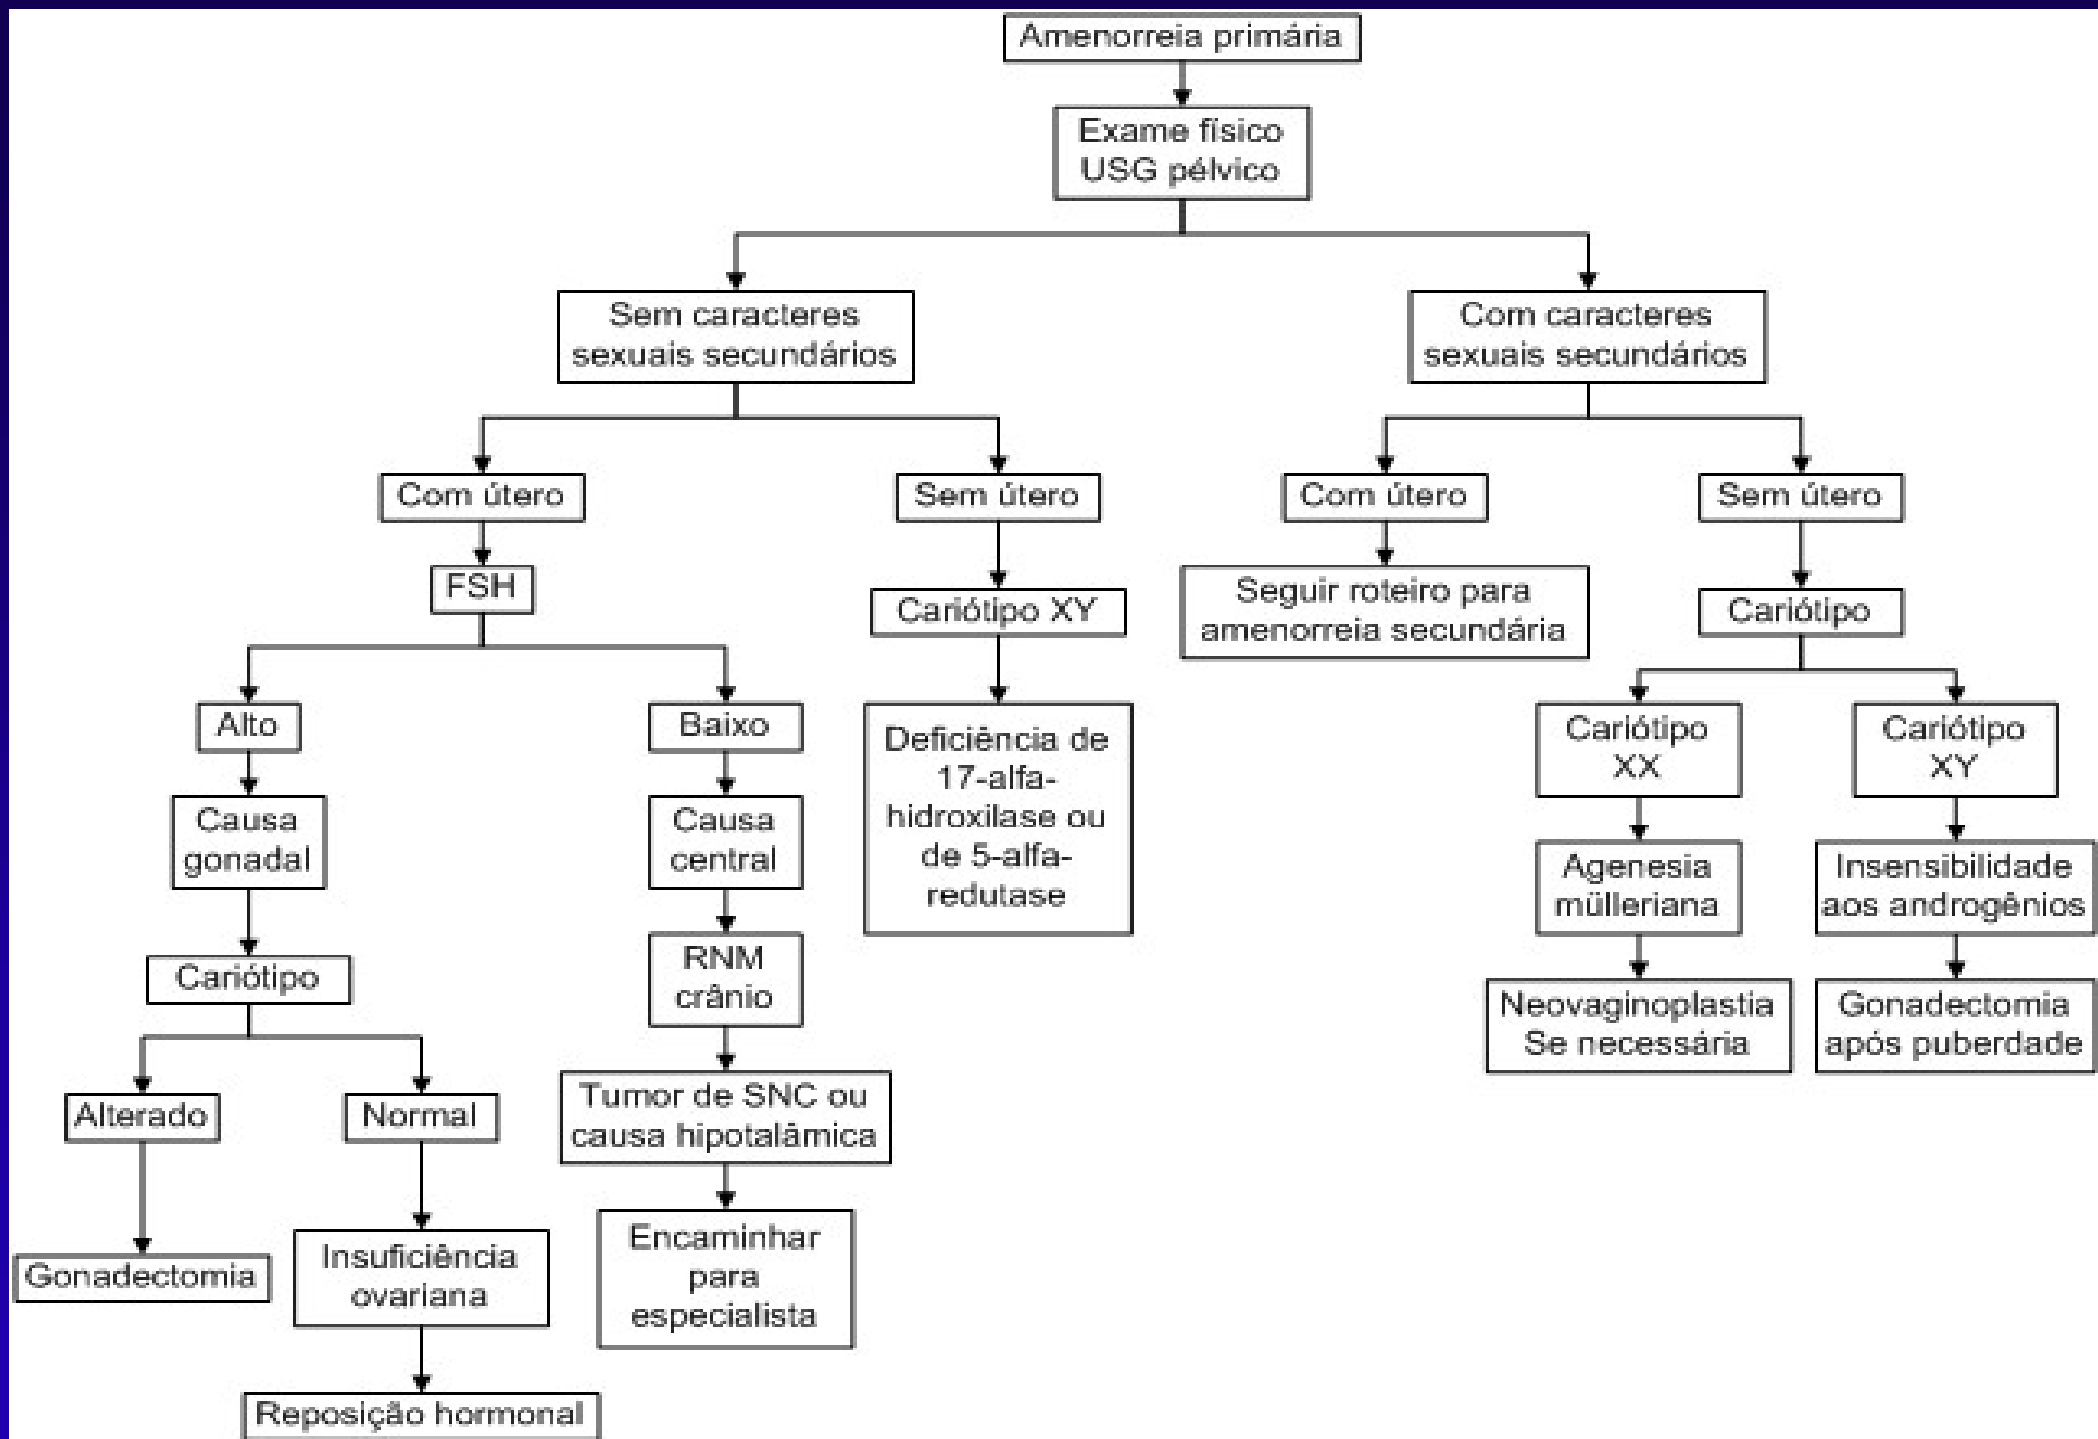 Amenorreia primária
Exame físico
USG pélvico
Sem caracteres
sexuais secundários
Com caracteres
sexuais secundários
Com útero
Sem útero
Com útero
Sem útero
FSH
Cariótipo XY
Seguir roteiro para
amenorreia secundária
Cariótipo
Alto
Baixo
Deficiência de
17-alfa-
hidroxilase ou
de 5-alfa-
redutase
Cariótipo
XX
Cariótipo
XY
Causa
gonadal
Causa
central
Agenesia
mülleriana
Insensibilidade
aos androgênios
Cariótipo
RNM
crânio
Neovaginoplastia
Se necessária
Gonadectomia
após puberdade
Alterado
Normal
Tumor de SNC ou
causa hipotalâmica
Gonadectomia
Insuficiência
ovariana
Encaminhar
para
especialista
Reposição hormonal